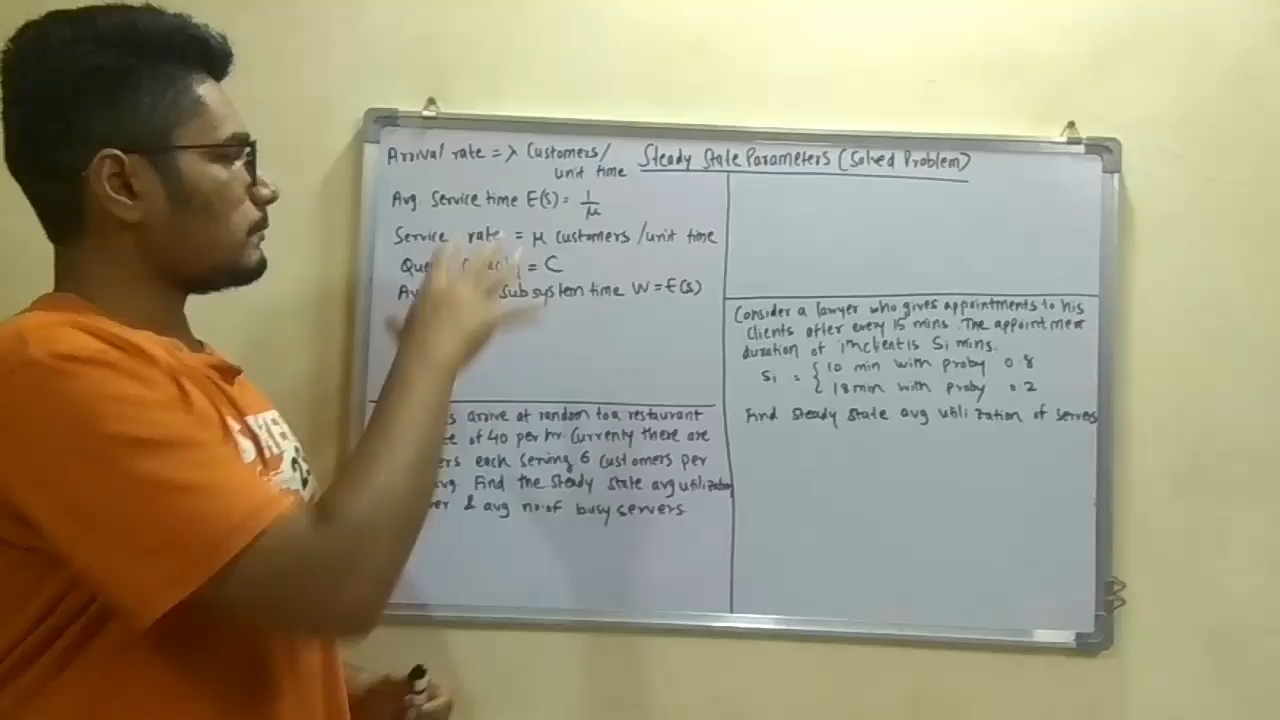 Arrival rate = λ Customers/
unit time
Steady State Parameters (Solved Problem)
Avg. Service time E(s) = 1/μ
Service rate = μ customers /unit time
= C
sub system time W = E(s)
arrive at random to a restaurant
of 40 per hr. Currenty there are
each serving 6 customers per
Find the steady state avg utilization
& avg no. of busy servers
Consider a lawyer who gives appointments to his
clients after every 15 mins. The appointment
duration of ith client is Si mins.
Si = { 10 min with proby 0.8
18 min with proby 0.2
Find steady state avg utilization of servers